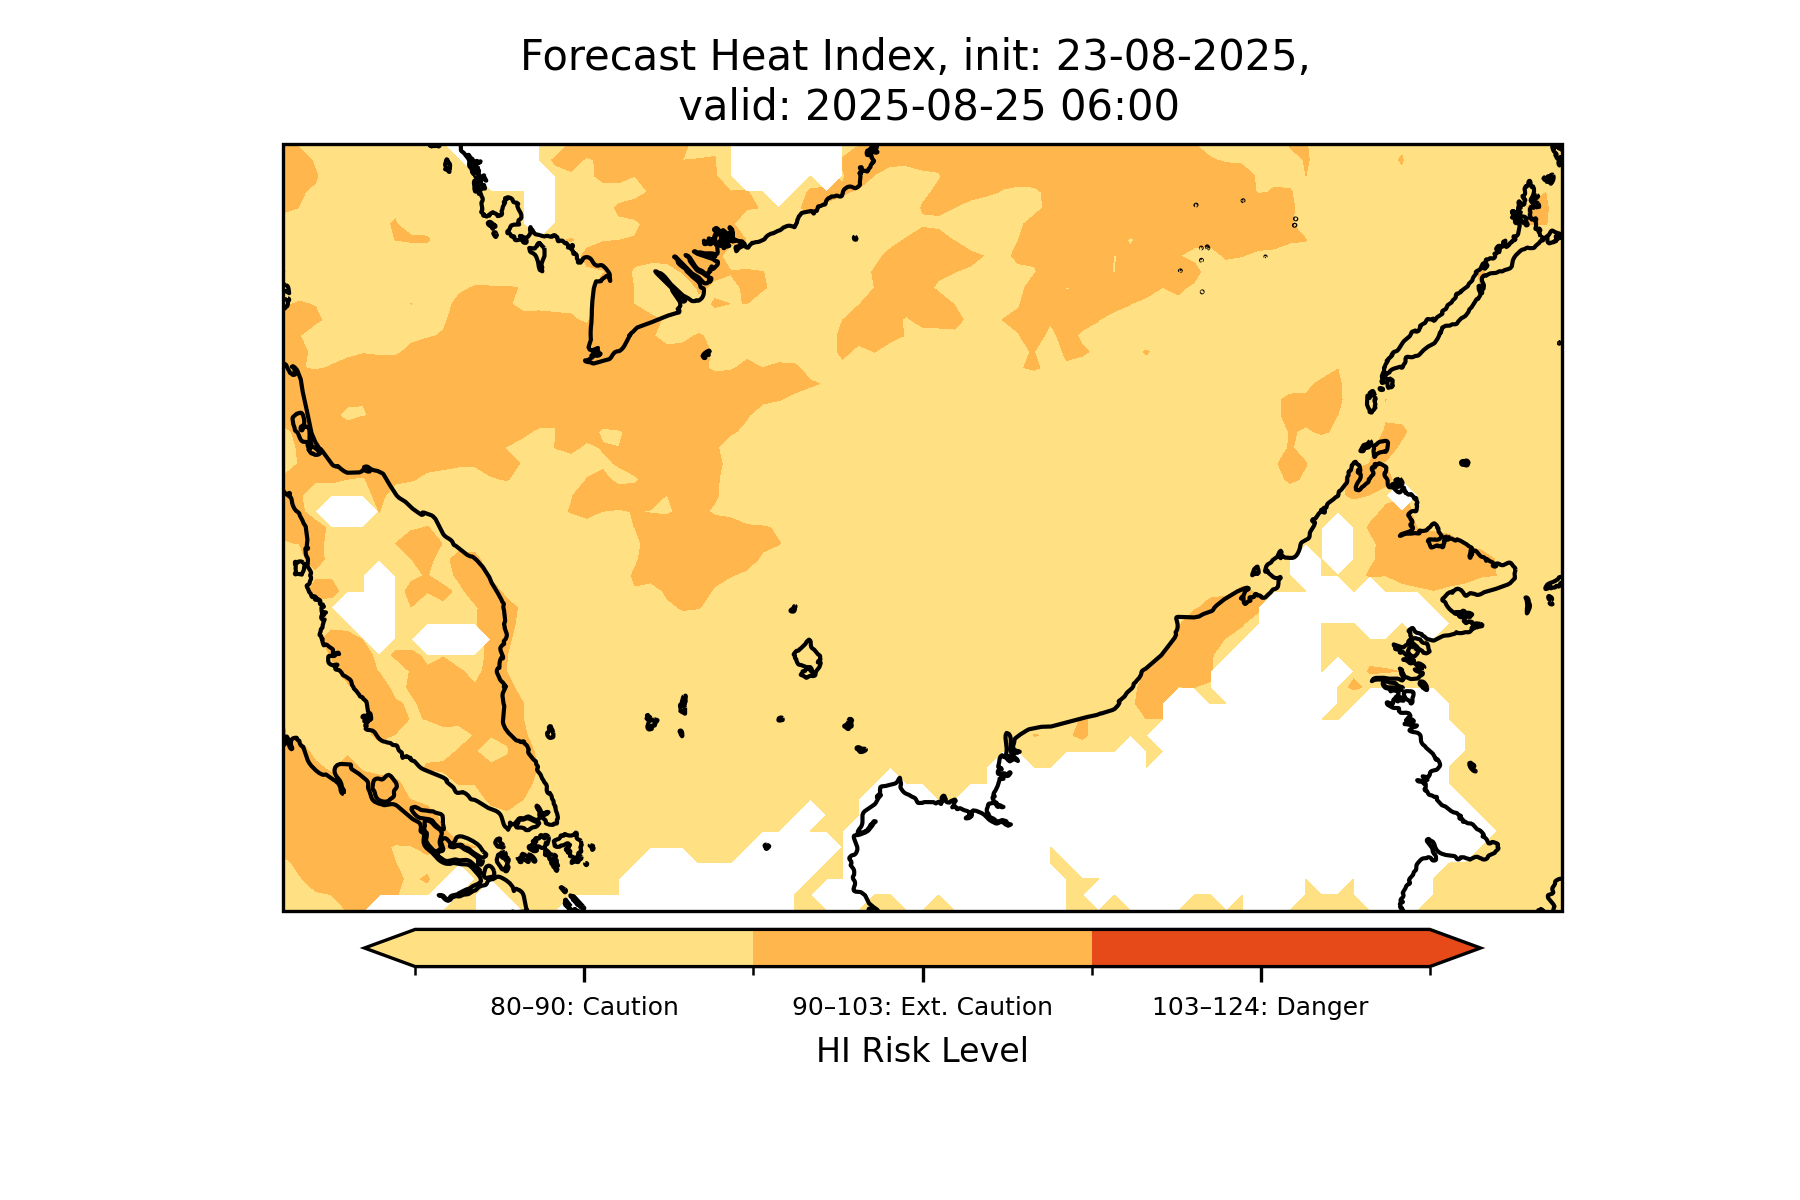 Forecast Heat Index, init: 23-08-2025,
valid: 2025-08-25 06:00
80–90: Caution
90–103: Ext. Caution
103–124: Danger
HI Risk Level